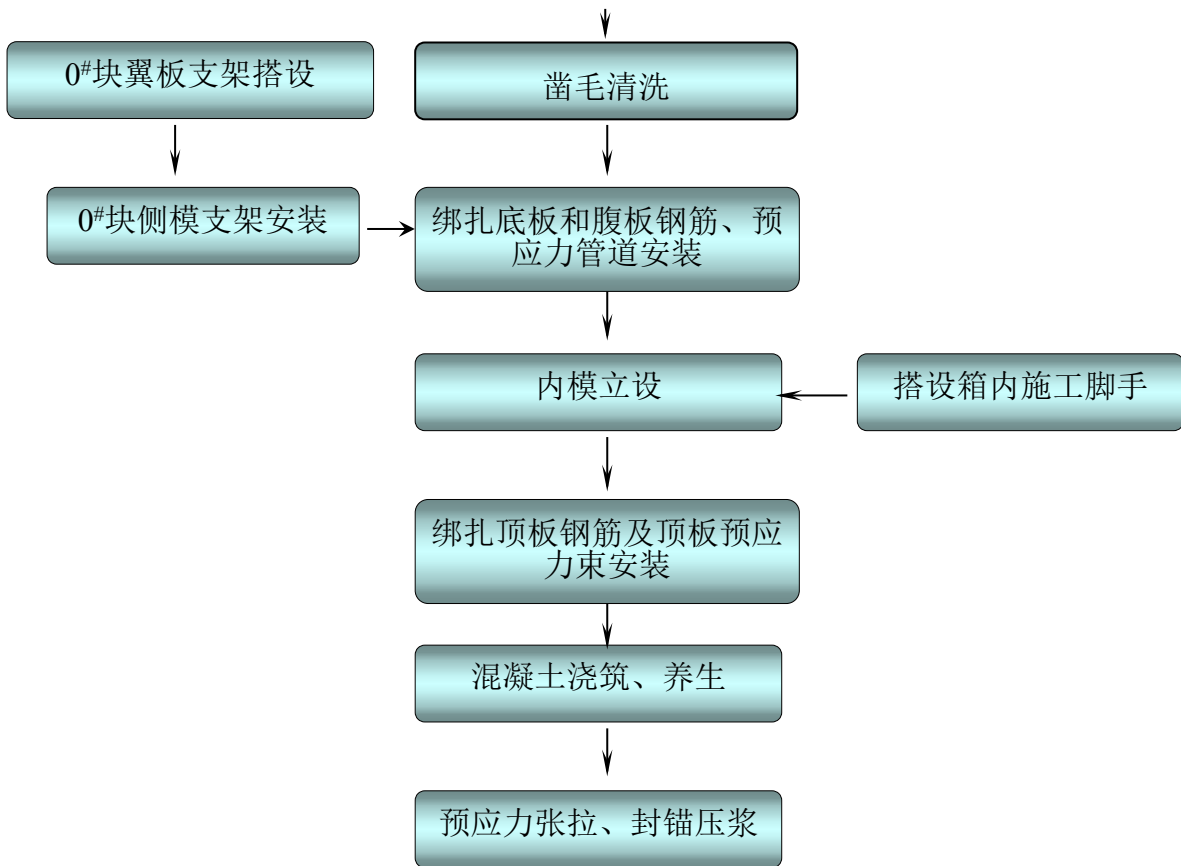 0#块翼板支架搭设
凿毛清洗
0#块侧模支架安装
绑扎底板和腹板钢筋、预
应力管道安装
内模立设
搭设箱内施工脚手
绑扎顶板钢筋及顶板预应
力束安装
混凝土浇筑、养生
预应力张拉、封锚压浆